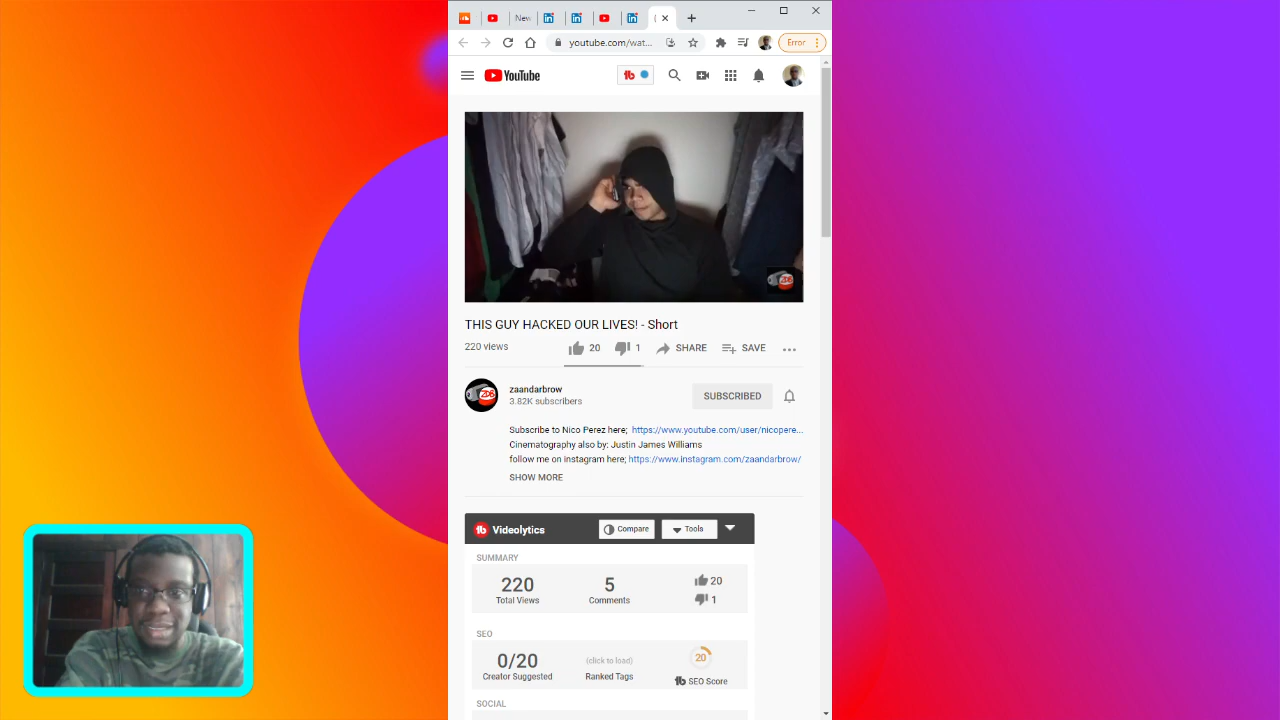 New
Error
youtube.com/wat...
YouTube
tb
THIS GUY HACKED OUR LIVES! - Short
220 views
20
1
SHARE
SAVE
zaandarbrow
3.82K subscribers
SUBSCRIBED
Subscribe to Nico Perez here; https://www.youtube.com/user/nicopere...
Cinematography also by: Justin James Williams
follow me on instagram here; https://www.instagram.com/zaandarbrow/
SHOW MORE
tb Videolytics
Compare
Tools
SUMMARY
220
5
20
Total Views
Comments
1
SEO
0/20
(click to load)
20
Creator Suggested
Ranked Tags
tb SEO Score
SOCIAL